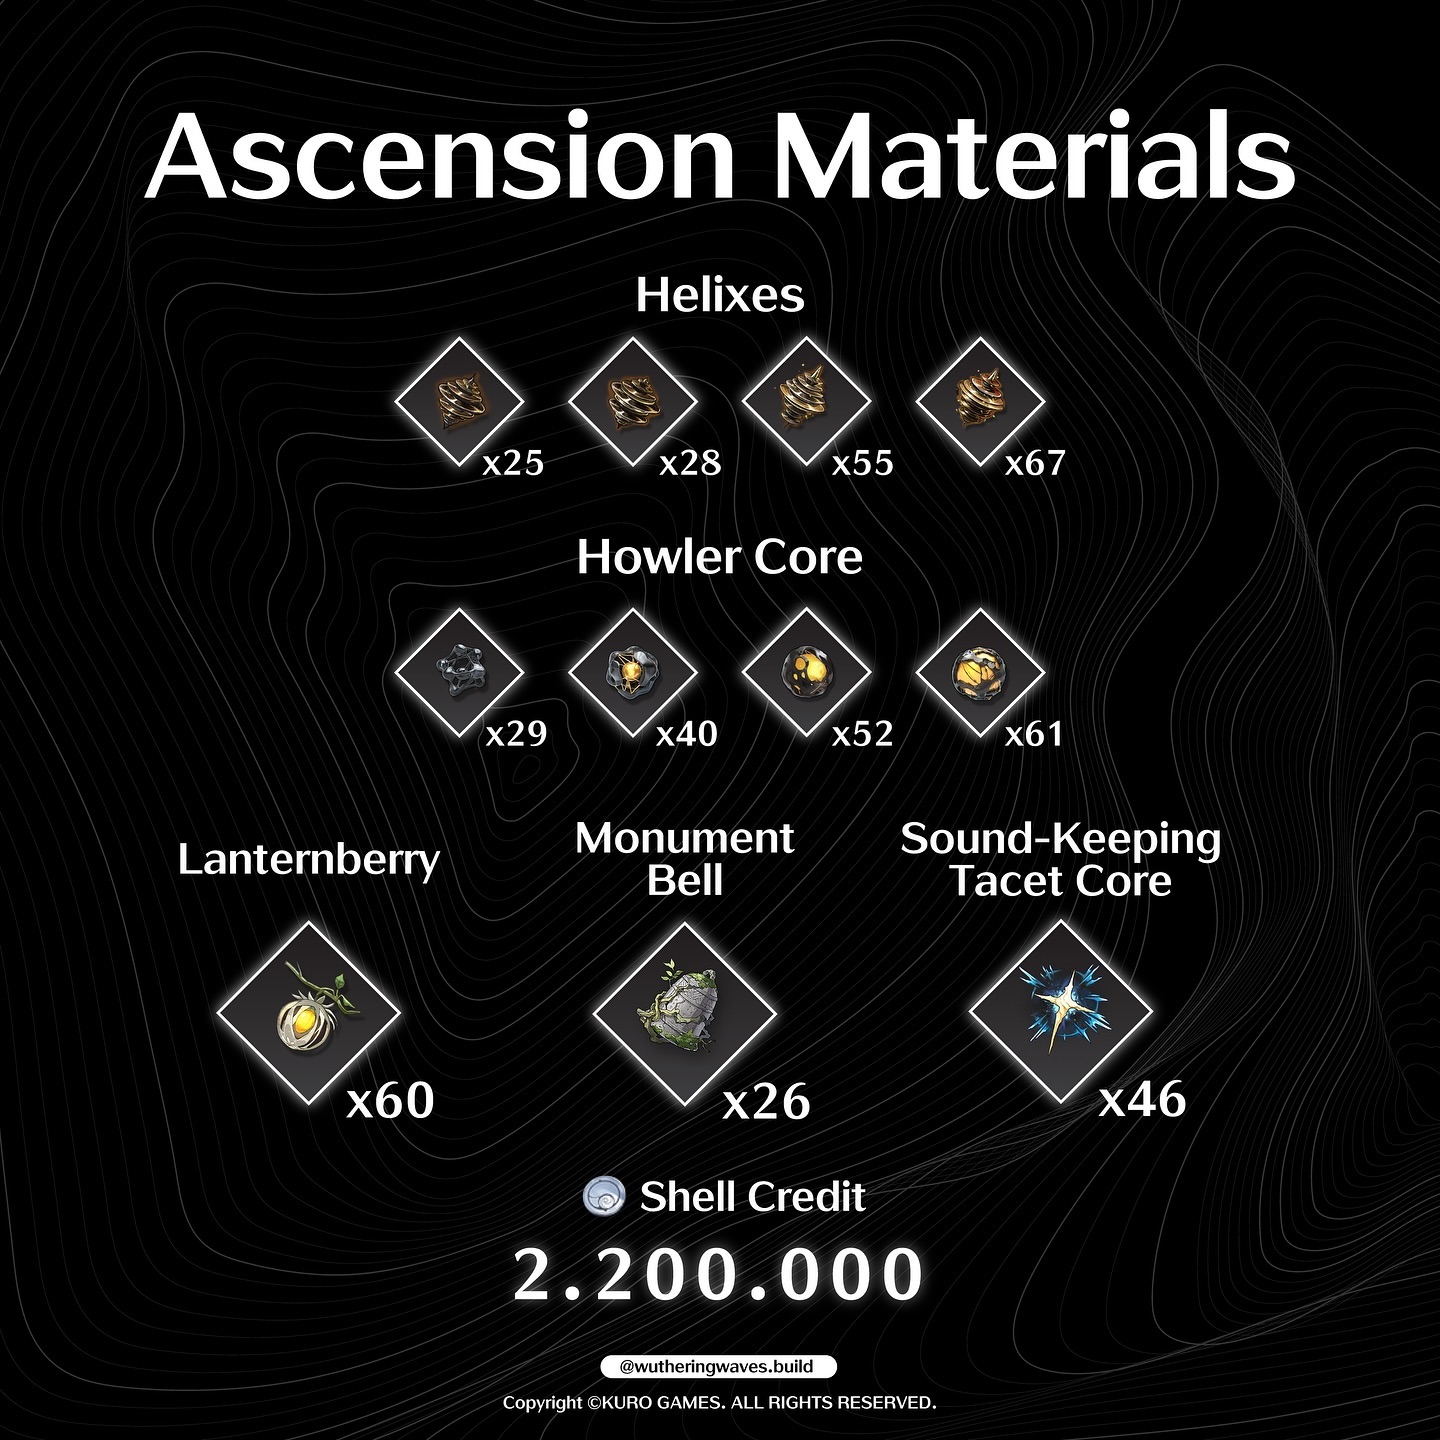 Ascension Materials
Helixes
x25 x28 x55 x67
Howler Core
x29 x40 x52 x61
Lanternberry
Monument
Bell
Sound-Keeping
Tacet Core
x60 x26 x46
Shell Credit
2.200.000
@wutheringwaves.build
Copyright ©KURO GAMES. ALL RIGHTS RESERVED.